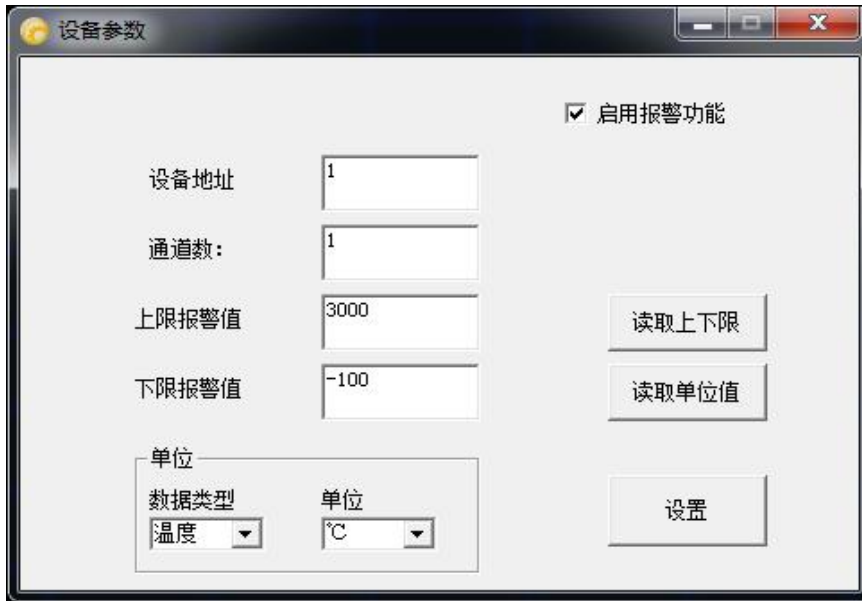 设备参数
启用报警功能
设备地址 1
通道数: 1
上限报警值 3000 读取上下限
下限报警值 -100 读取单位值
单位
数据类型 单位
温度 ℃
设置